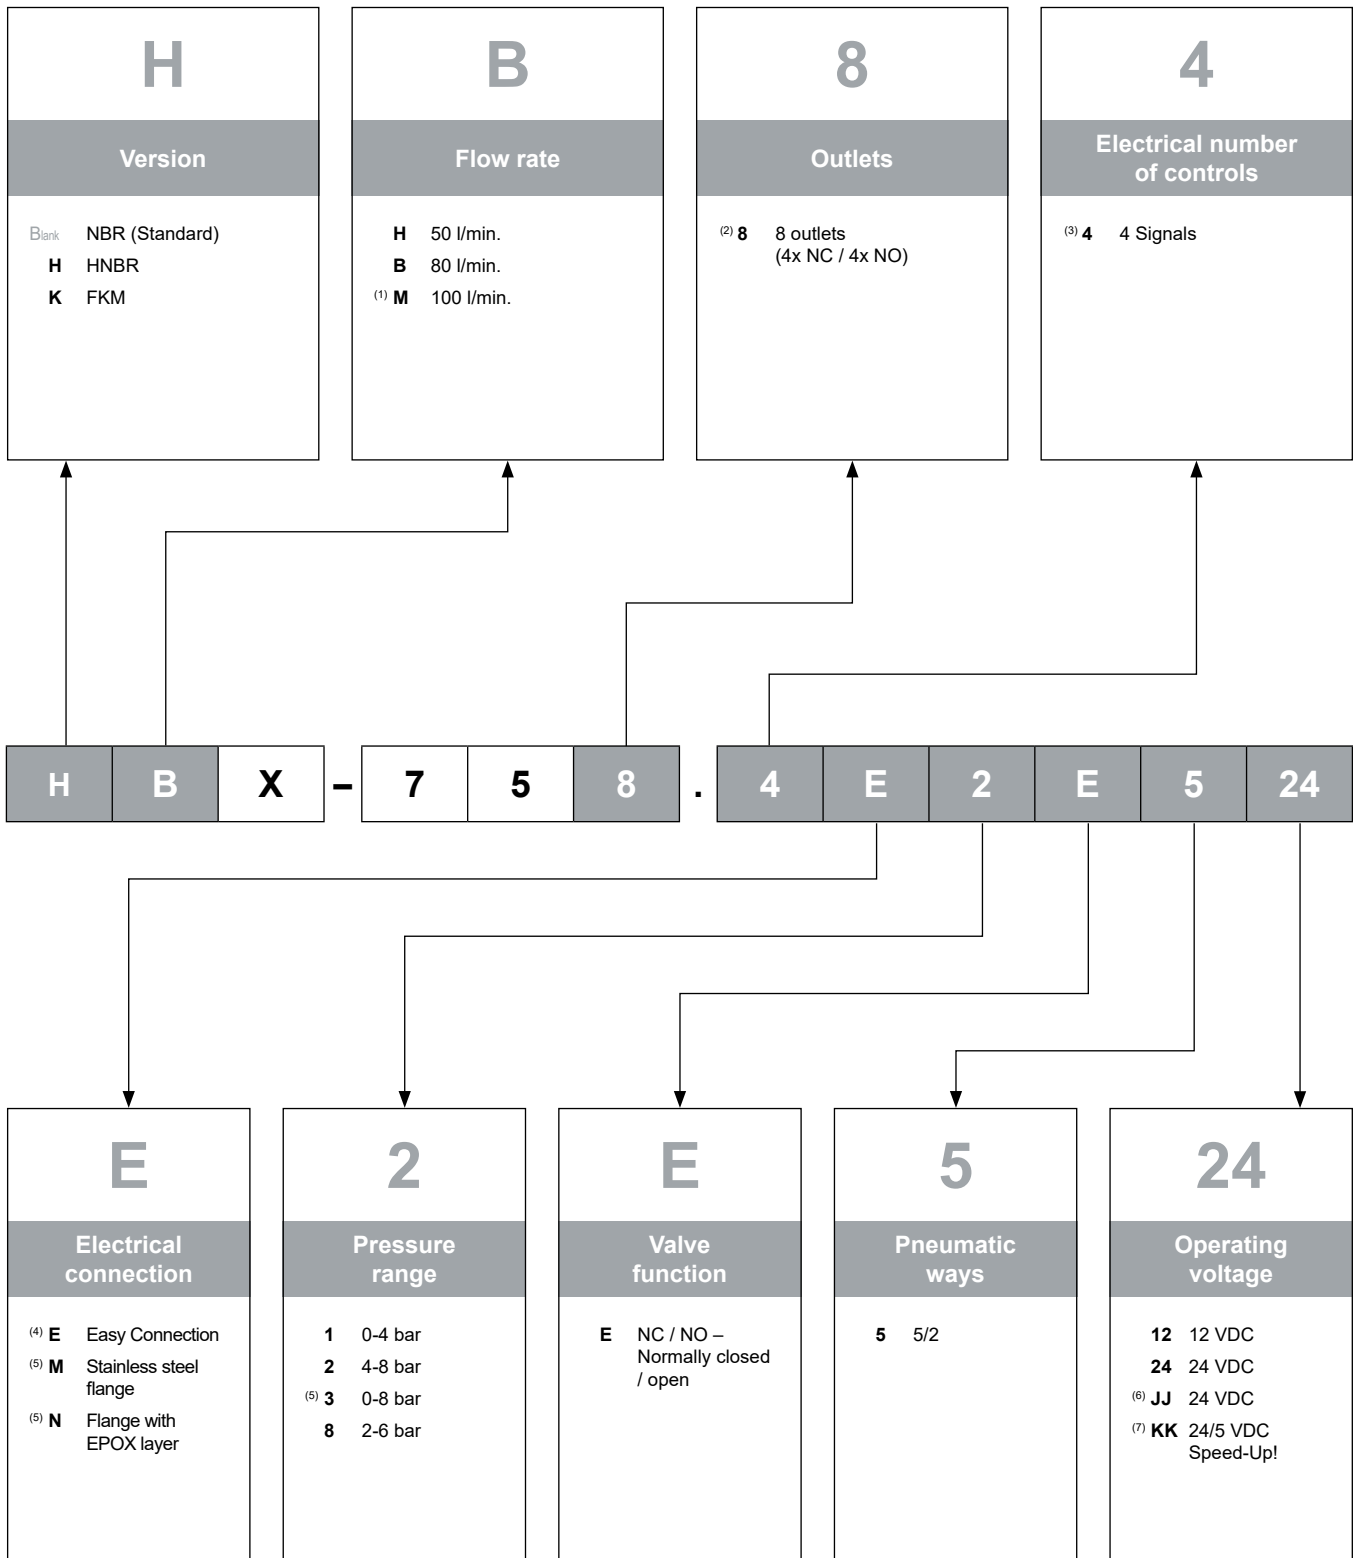 H
Version
Blank NBR (Standard)
H HNBR
K FKM
B
Flow rate
H 50 l/min.
B 80 l/min.
(1) M 100 l/min.
8
Outlets
(2) 8 8 outlets
(4x NC / 4x NO)
4
Electrical number
of controls
(3) 4 4 Signals
H B X – 7 5 8 . 4 E 2 E 5 24
E
Electrical
connection
(4) E Easy Connection
(5) M Stainless steel
flange
(5) N Flange with
EPOX layer
2
Pressure
range
1 0-4 bar
2 4-8 bar
(5) 3 0-8 bar
8 2-6 bar
E
Valve
function
E NC / NO –
Normally closed
/ open
5
Pneumatic
ways
5 5/2
24
Operating
voltage
12 12 VDC
24 24 VDC
(6) JJ 24 VDC
(7) KK 24/5 VDC
Speed-Up!